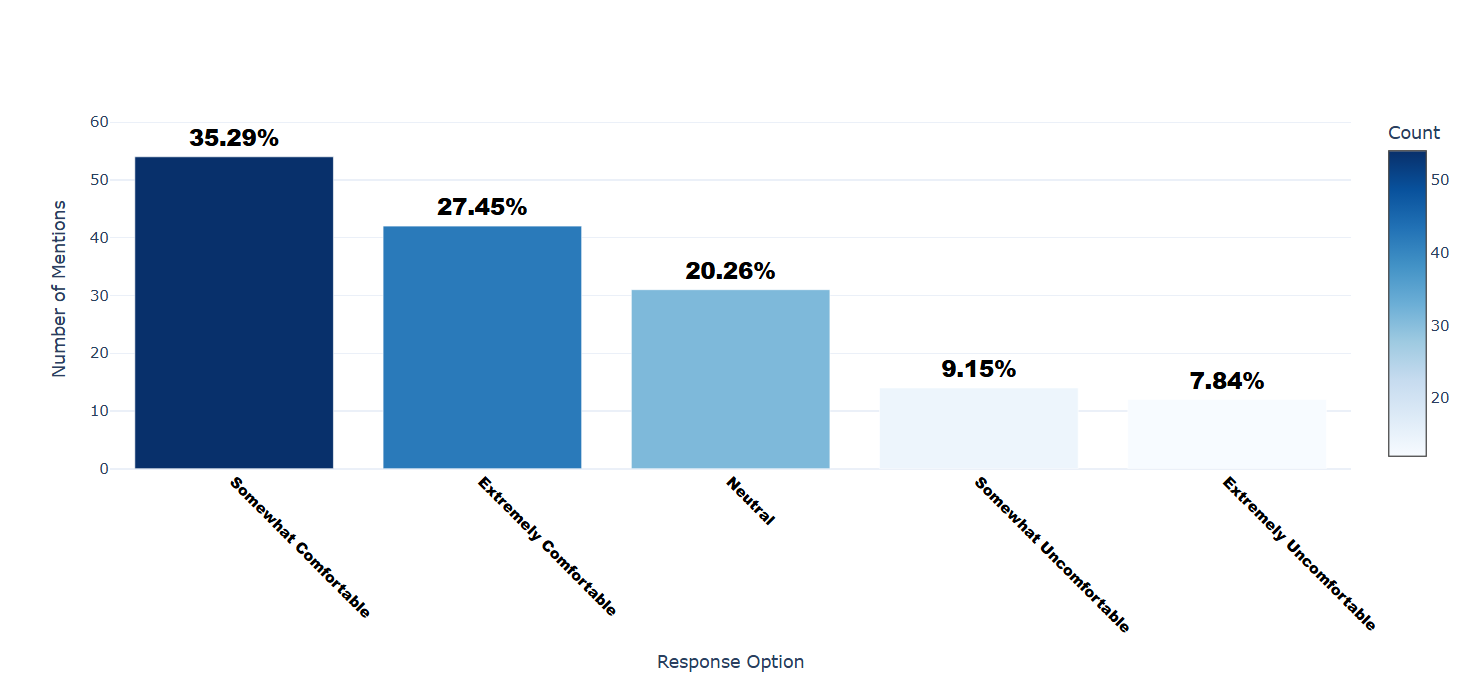 60
50
40
30
20
10
0
Number of Mentions
35.29%
27.45%
20.26%
9.15%
7.84%
Somewhat Comfortable
Extremely Comfortable
Neutral
Somewhat Uncomfortable
Extremely Uncomfortable
Response Option
Count
50
40
30
20